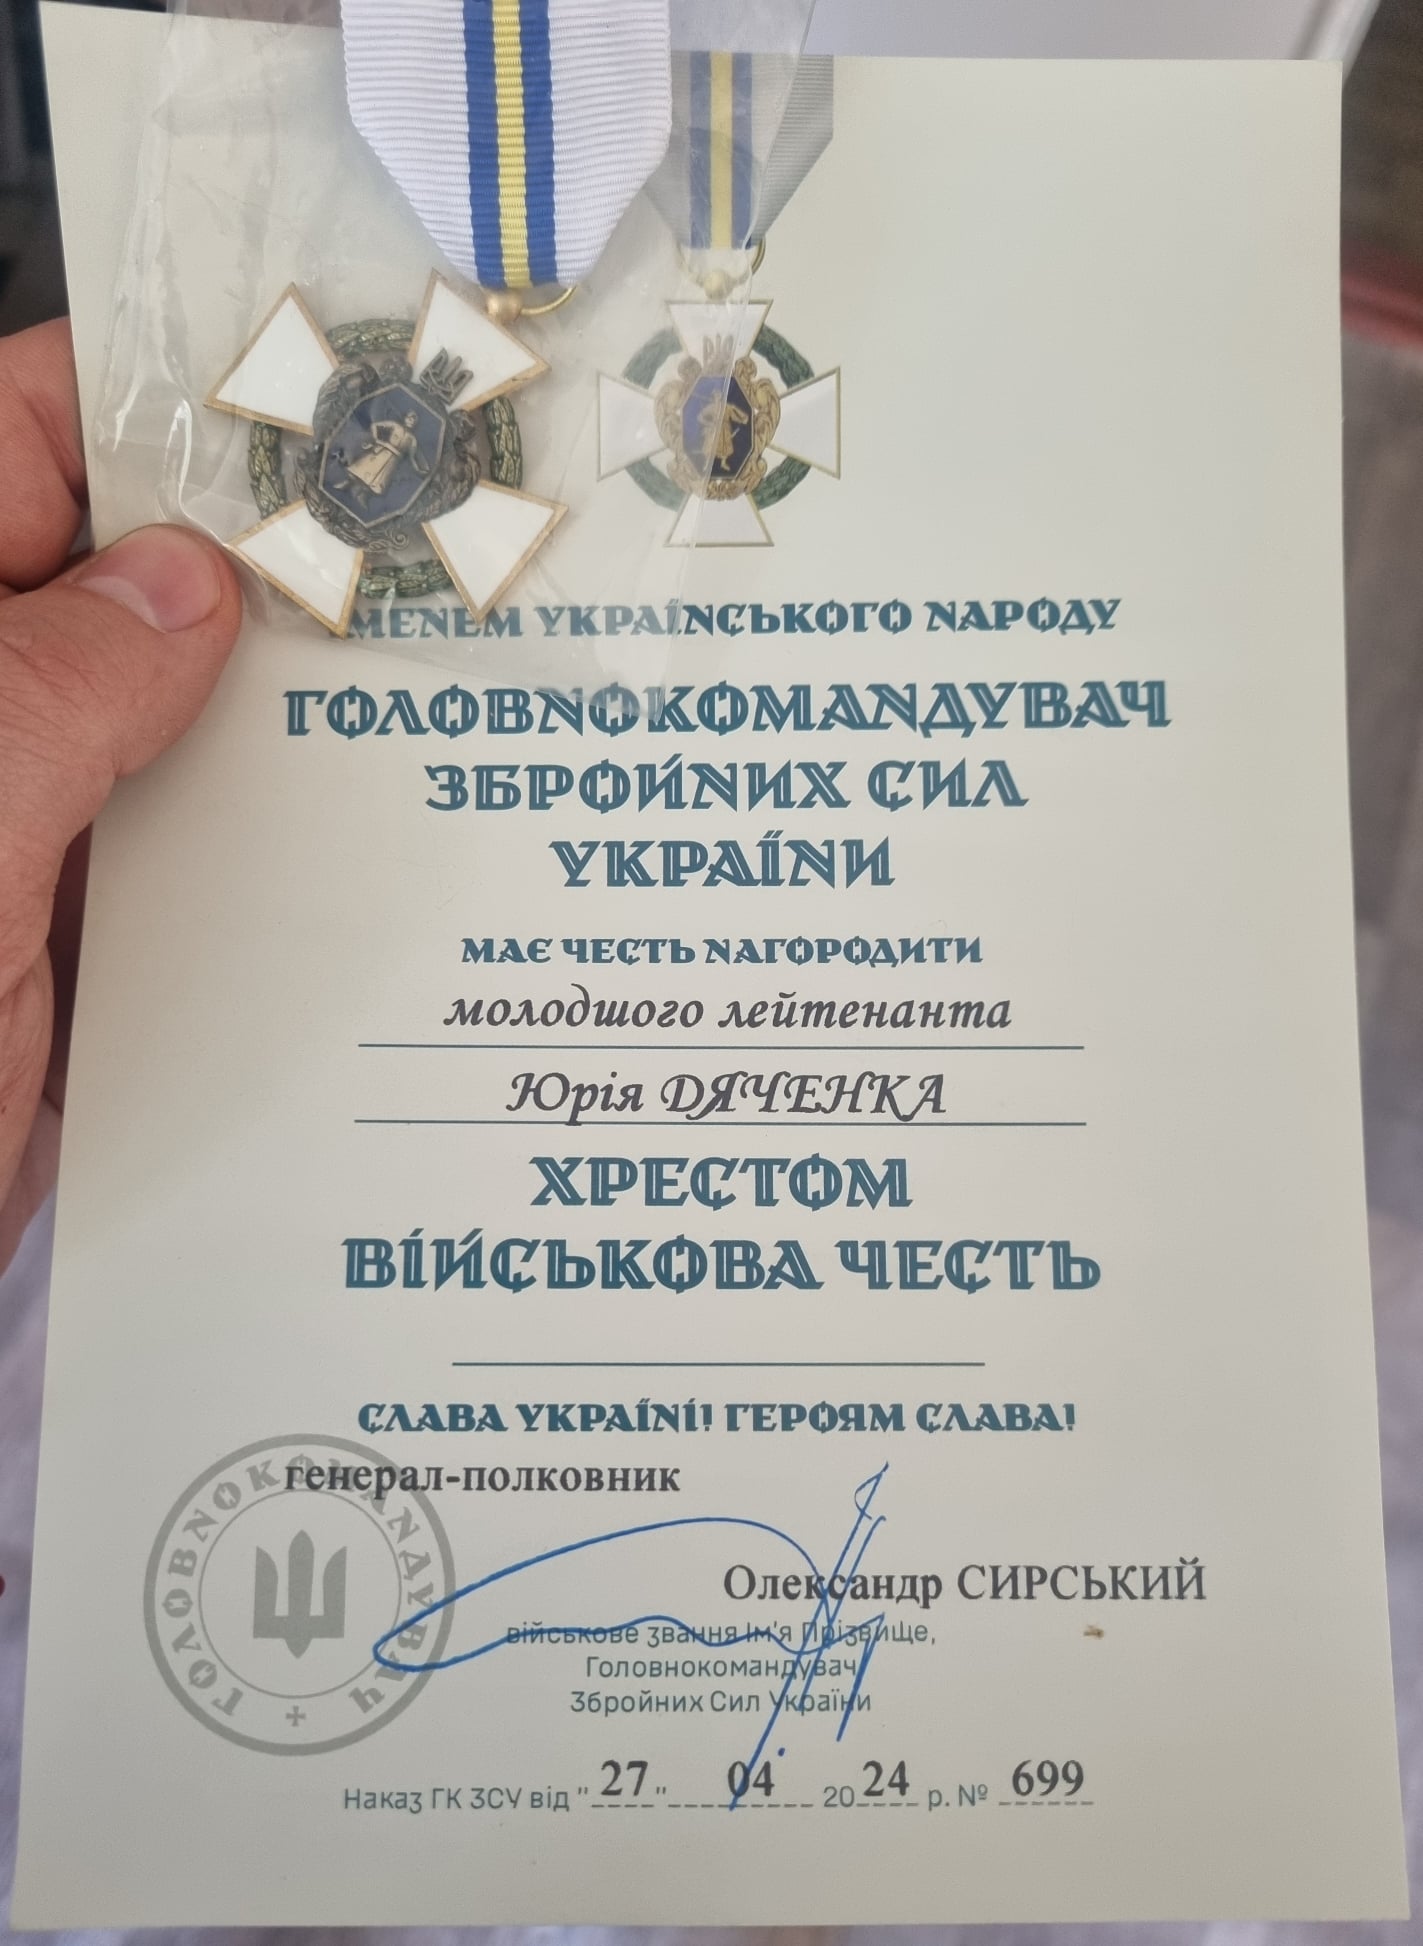 ІМЕНЕМ УКРАЇНСЬКОГО НАРОДУ
ГОЛОВНОКОМАНДУВАЧ
ЗБРОЙНИХ СИЛ
УКРАЇНИ
МАЄ ЧЕСТЬ НАГОРОДИТИ
молодшого лейтенанта
Юрія ДЯЧЕНКА
ХРЕСТОМ
ВІЙСЬКОВА ЧЕСТЬ
СЛАВА УКРАЇНІ! ГЕРОЯМ СЛАВА!
генерал-полковник
ГОЛОВНОКОМАНДУВАЧ
Олександр СИРСЬКИЙ
військове звання Ім'я Прізвище,
Головнокомандувач
Збройних Сил України
Наказ ГК ЗСУ від "27" 04 2024 р. № 699